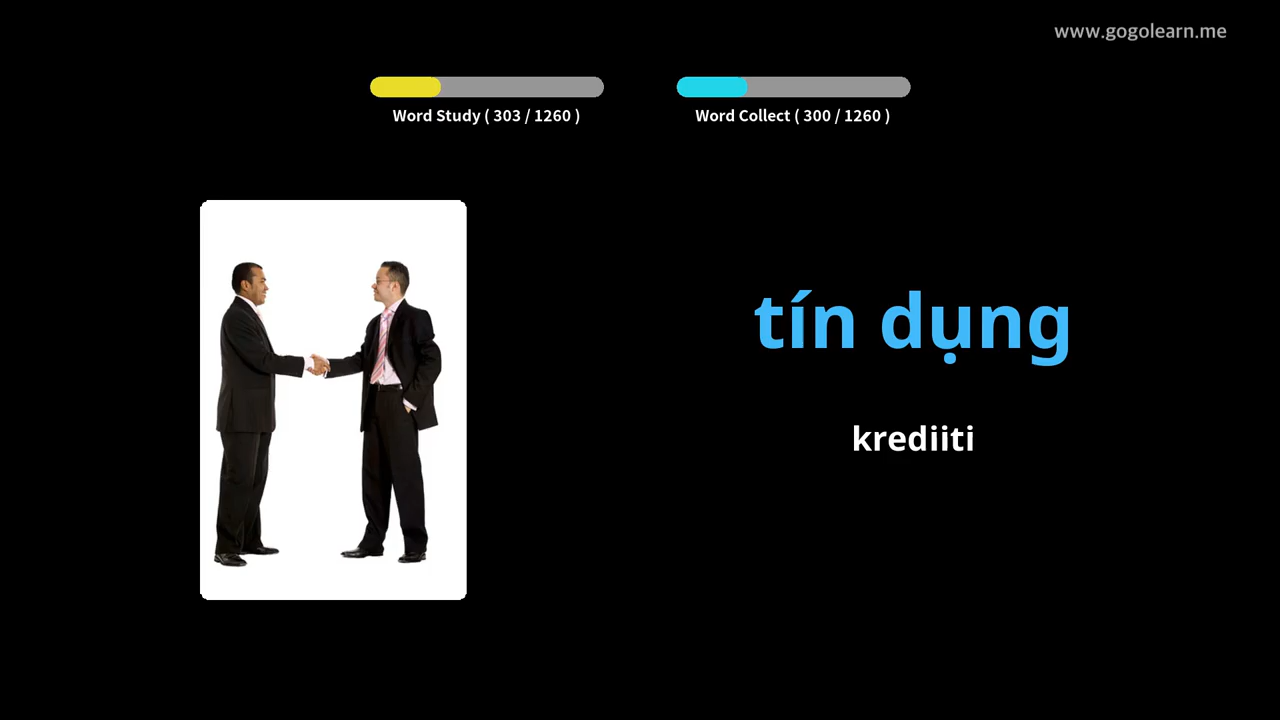 www.gogolearn.me
Word Study ( 303 / 1260 )
Word Collect ( 300 / 1260 )
tín dụng
krediiti